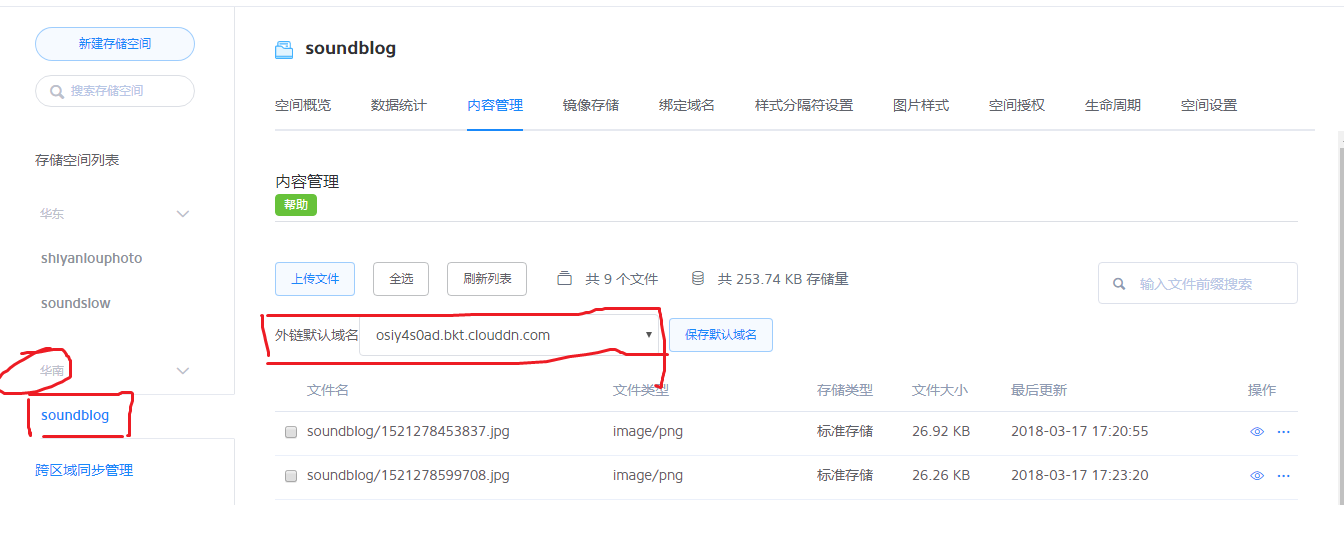 新建存储空间
搜索存储空间
存储空间列表
华东
shiyanlouphoto
soundslow
华南
soundblog
跨区域同步管理
soundblog
空间概览 数据统计 内容管理 镜像存储 绑定域名 样式分隔符设置 图片样式 空间授权 生命周期 空间设置
内容管理
帮助
上传文件 全选 刷新列表 共 9 个文件 共 253.74 KB 存储量 输入文件前缀搜索
外链默认域名 osiy4s0ad.bkt.clouddn.com 保存默认域名
文件名 文件类型 存储类型 文件大小 最后更新 操作
soundblog/1521278453837.jpg image/png 标准存储 26.92 KB 2018-03-17 17:20:55
soundblog/1521278599708.jpg image/png 标准存储 26.26 KB 2018-03-17 17:23:20